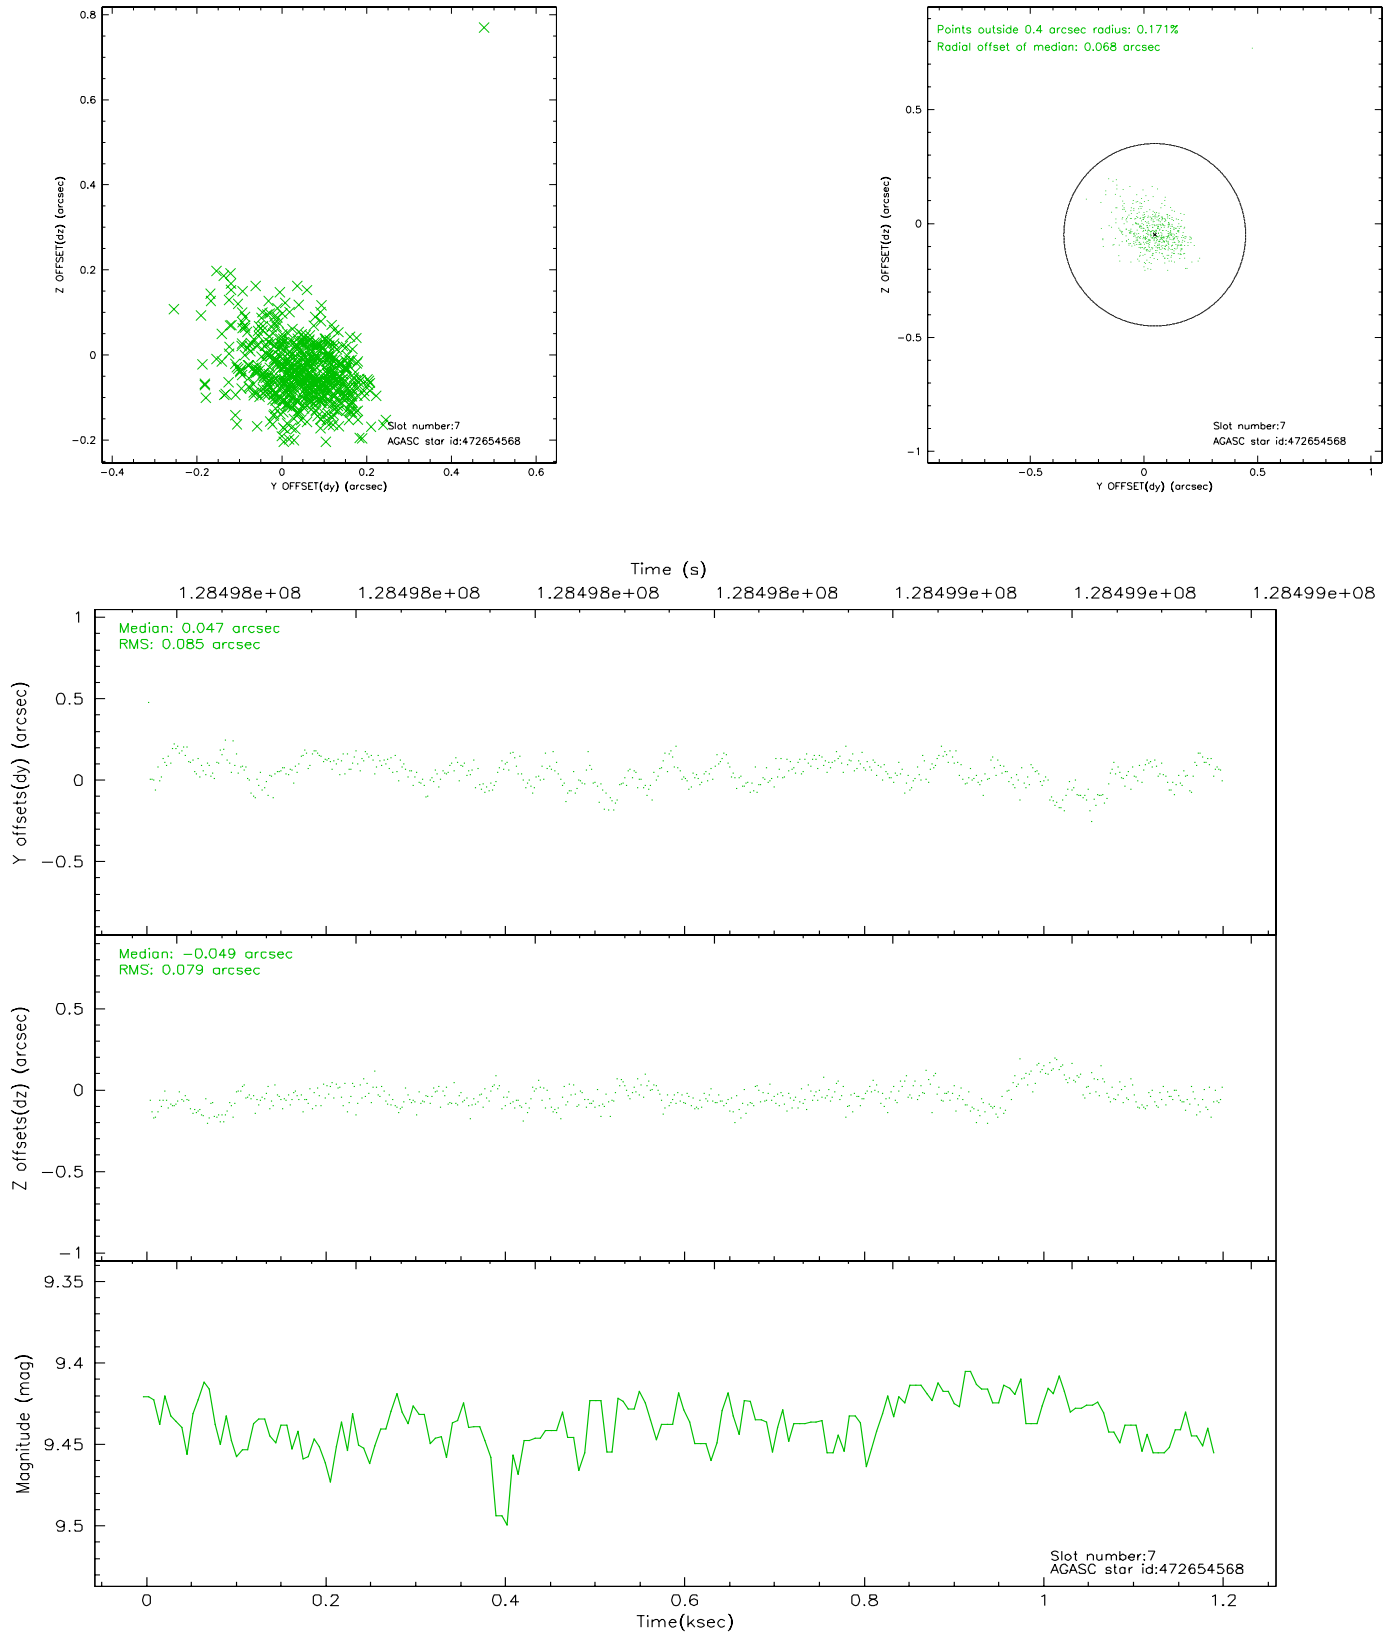 0.8
0.6
0.4
0.2
0
−0.2
Z OFFSET(dz) (arcsec)
Slot number:7
AGASC star id:472654568
−0.4 −0.2 0 0.2 0.4 0.6
Y OFFSET(dy) (arcsec)
Points outside 0.4 arcsec radius: 0.171%
Radial offset of median: 0.068 arcsec
0.5
0
−0.5
−1
Z OFFSET(dz) (arcsec)
Slot number:7
AGASC star id:472654568
−0.5 0 0.5 1
Y OFFSET(dy) (arcsec)
Time (s)
1.28498e+08 1.28498e+08 1.28498e+08 1.28498e+08 1.28499e+08 1.28499e+08 1.28499e+08
Median: 0.047 arcsec
RMS: 0.085 arcsec
1
0.5
0
−0.5
Y offsets(dy) (arcsec)
Median: −0.049 arcsec
RMS: 0.079 arcsec
0.5
0
−0.5
−1
Z offsets(dz) (arcsec)
9.35
9.4
9.45
9.5
Magnitude (mag)
Slot number:7
AGASC star id:472654568
0 0.2 0.4 0.6 0.8 1 1.2
Time(ksec)